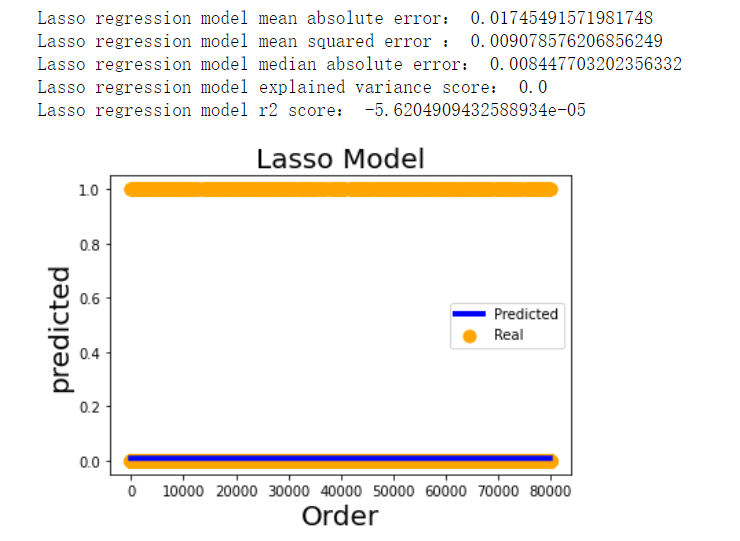 Lasso regression model mean absolute error： 0.01745491571981748
Lasso regression model mean squared error ： 0.009078576206856249
Lasso regression model median absolute error： 0.008447703202356332
Lasso regression model explained variance score： 0.0
Lasso regression model r2 score： -5.6204909432588934e-05
Lasso Model
1.0
0.8
0.6
0.4
0.2
0.0
predicted
Predicted
Real
0 10000 20000 30000 40000 50000 60000 70000 80000
Order